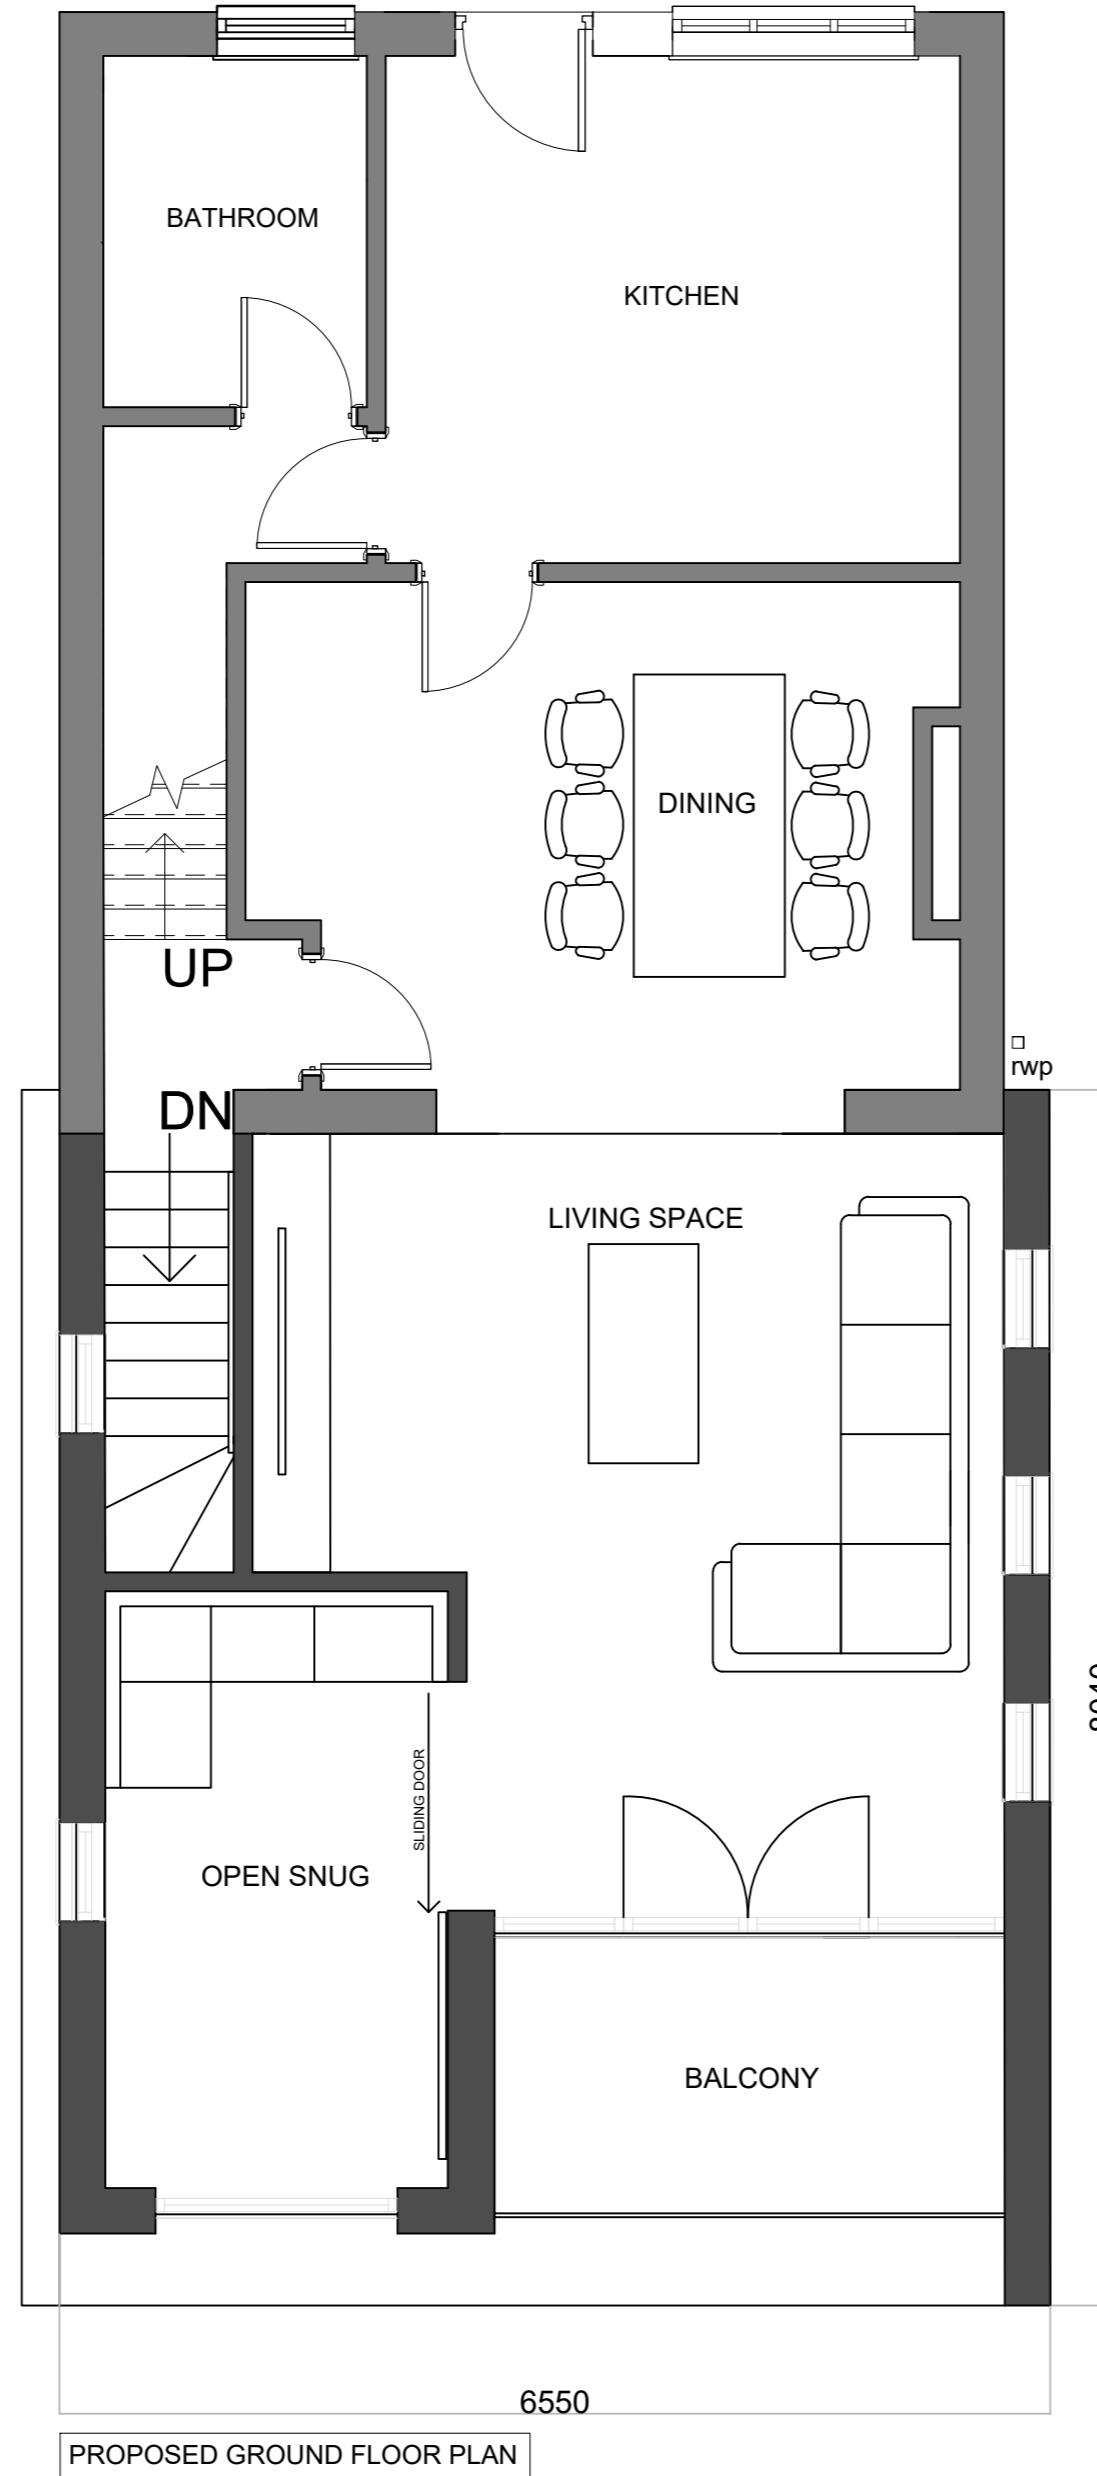 BATHROOM
KITCHEN
DINING
UP
rwp
DN
LIVING SPACE
SLIDING DOOR
OPEN SNUG
BALCONY
6550
PROPOSED GROUND FLOOR PLAN